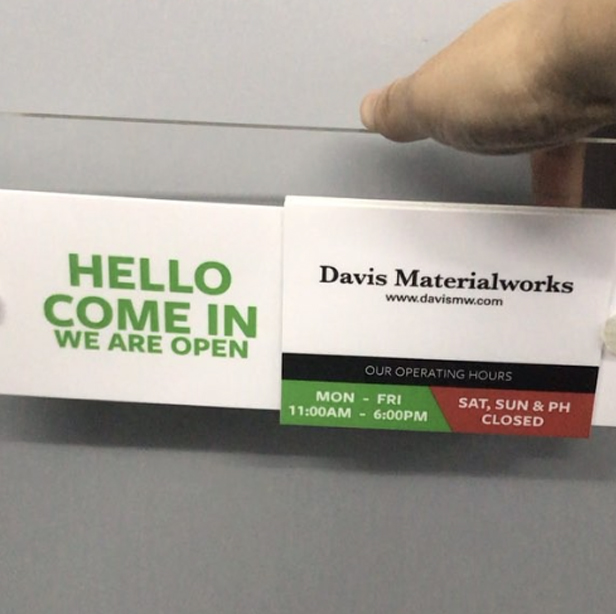 HELLO
COME IN
WE ARE OPEN
Davis Materialworks
www.davismw.com
OUR OPERATING HOURS
MON - FRI
11:00AM - 6:00PM
SAT, SUN & PH
CLOSED